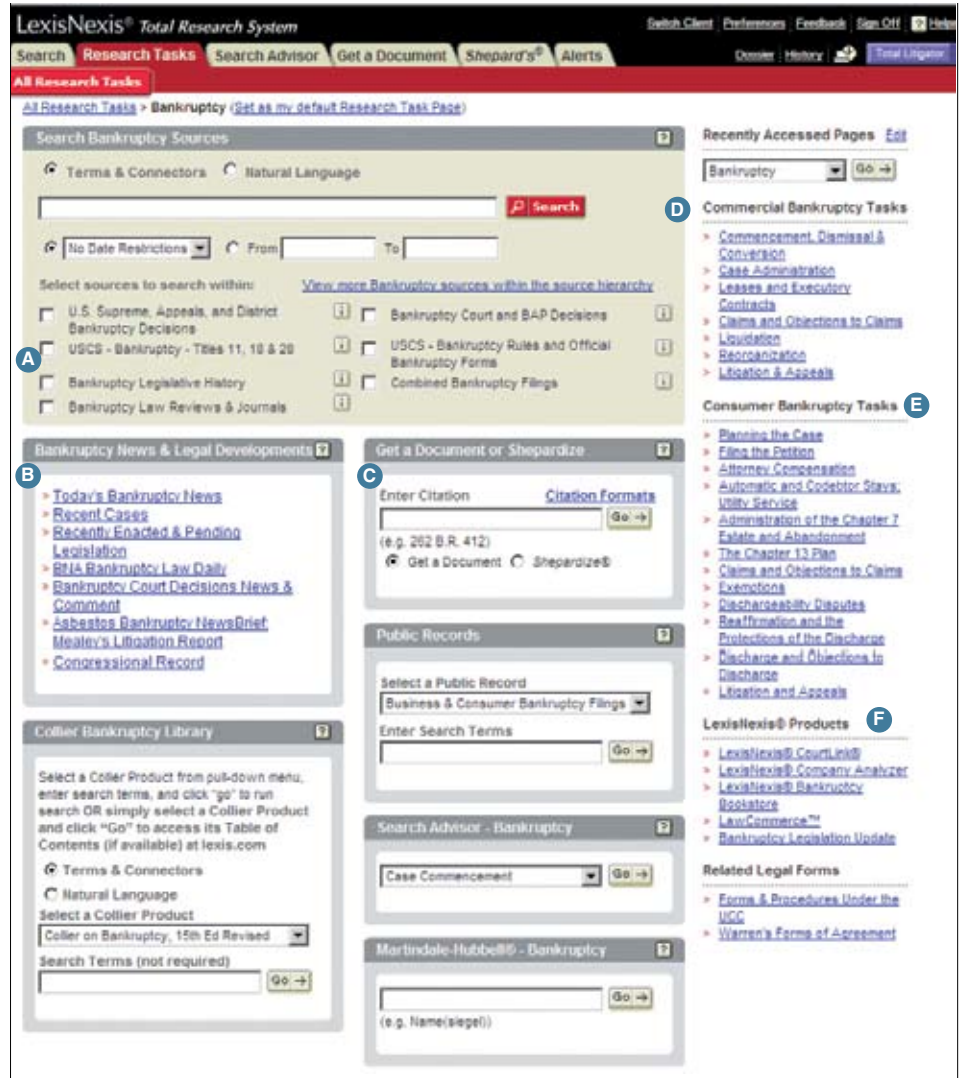 LexisNexis® Total Research System
Switch Client Preferences Feedback Sign Off ? Help
Search Research Tasks Search Advisor Get a Document Shepard's® Alerts
Dossier History Total Litigator
All Research Tasks
All Research Tasks > Bankruptcy (Set as my default Research Task Page)
Search Bankruptcy Sources ?
Terms & Connectors Natural Language
Search
No Date Restrictions From To
Select sources to search within: View more Bankruptcy sources within the source hierarchy
U.S. Supreme, Appeals, and District Bankruptcy Decisions i
Bankruptcy Court and BAP Decisions i
A
USCS - Bankruptcy - Titles 11, 18 & 28 i
USCS - Bankruptcy Rules and Official
Bankruptcy Forms i
Bankruptcy Legislative History i
Combined Bankruptcy Filings i
Bankruptcy Law Reviews & Journals i
Bankruptcy News & Legal Developments ?
B
» Today's Bankruptcy News
» Recent Cases
» Recently Enacted & Pending
Legislation
» BNA Bankruptcy Law Daily
» Bankruptcy Court Decisions News &
Comment
» Asbestos Bankruptcy NewsBrief:
Mealey's Litigation Report
» Congressional Record
Collier Bankruptcy Library ?
Select a Collier Product from pull-down menu,
enter search terms, and click "go" to run
search OR simply select a Collier Product
and click "Go" to access its Table of
Contents (if available) at lexis.com
Terms & Connectors
Natural Language
Select a Collier Product
Collier on Bankruptcy, 15th Ed Revised
Search Terms (not required)
Go →
Get a Document or Shepardize ?
C
Enter Citation Citation Formats
Go →
(e.g. 262 B.R. 412)
Get a Document Shepardize®
Public Records ?
Select a Public Record
Business & Consumer Bankruptcy Filings
Enter Search Terms
Go →
Search Advisor - Bankruptcy ?
Case Commencement Go →
Martindale-Hubbell® - Bankruptcy ?
Go →
(e.g. Name(siegel))
Recently Accessed Pages Edit
Bankruptcy Go →
D Commercial Bankruptcy Tasks
» Commencement, Dismissal &
Conversion
» Case Administration
» Leases and Executory
Contracts
» Claims and Objections to Claims
» Liquidation
» Reorganization
» Litigation & Appeals
Consumer Bankruptcy Tasks E
» Planning the Case
» Filing the Petition
» Attorney Compensation
» Automatic and Codebtor Stays;
Utility Service
» Administration of the Chapter 7
Estate and Abandonment
» The Chapter 13 Plan
» Claims and Objections to Claims
» Exemptions
» Dischargeability Disputes
» Reaffirmation and the
Protections of the Discharge
» Discharge and Objections to
Discharge
» Litigation and Appeals
LexisNexis® Products F
» LexisNexis® CourtLink®
» LexisNexis® Company Analyzer
» LexisNexis® Bankruptcy
Bookstore
» LawCommerce™
» Bankruptcy Legislation Update
Related Legal Forms
» Forms & Procedures Under the
UCC
» Warren's Forms of Agreement